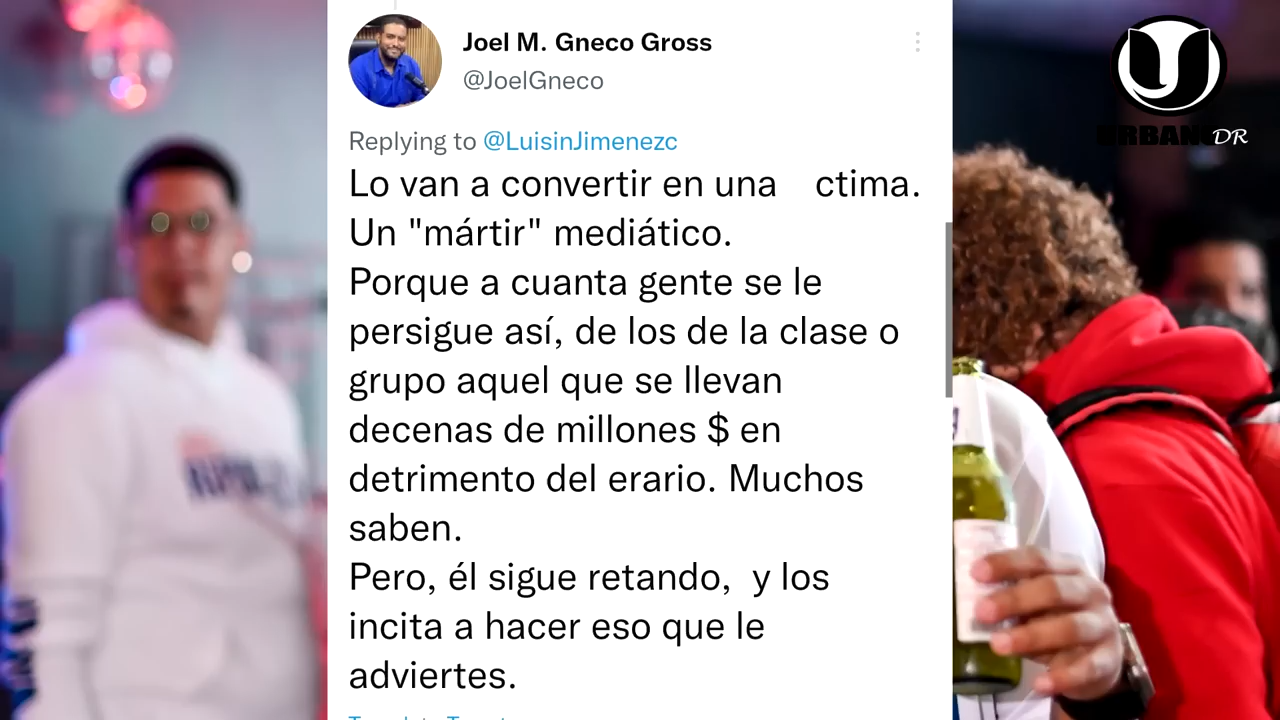 Joel M. Gneco Gross
@JoelGneco
Replying to @LuisinJimenezc
Lo van a convertir en una ctima.
Un "mártir" mediático.
Porque a cuanta gente se le
persigue así, de los de la clase o
grupo aquel que se llevan
decenas de millones $ en
detrimento del erario. Muchos
saben.
Pero, él sigue retando, y los
incita a hacer eso que le
adviertes.
URBANO DR